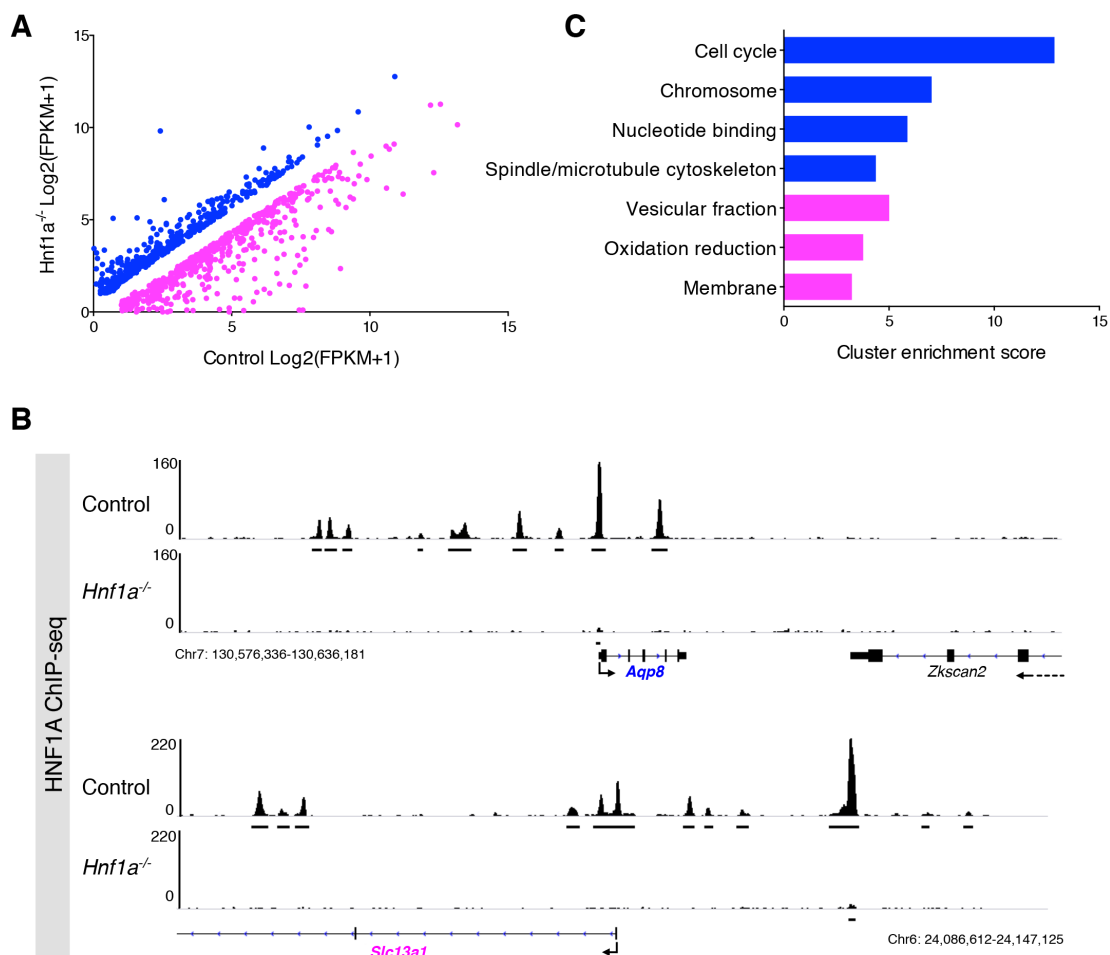 A
15
10
5
0
Hnf1a-/- Log2(FPKM+1)
0 5 10 15
Control Log2(FPKM+1)
C
Cell cycle
Chromosome
Nucleotide binding
Spindle/microtubule cytoskeleton
Vesicular fraction
Oxidation reduction
Membrane
0 5 10 15
Cluster enrichment score
B
HNF1A ChIP-seq
160
Control
0
160
Hnf1a-/-
0
Chr7: 130,576,336-130,636,181
Aqp8
Zkscan2
220
Control
0
220
Hnf1a-/-
0
Chr6: 24,086,612-24,147,125
Slc13a1